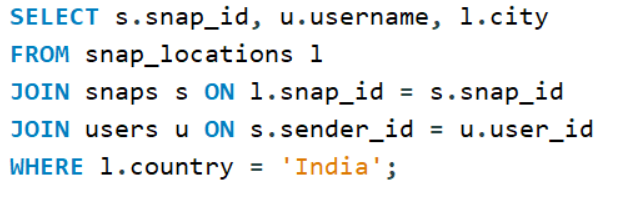 SELECT s.snap_id, u.username, l.city
FROM snap_locations l
JOIN snaps s ON l.snap_id = s.snap_id
JOIN users u ON s.sender_id = u.user_id
WHERE l.country = 'India';